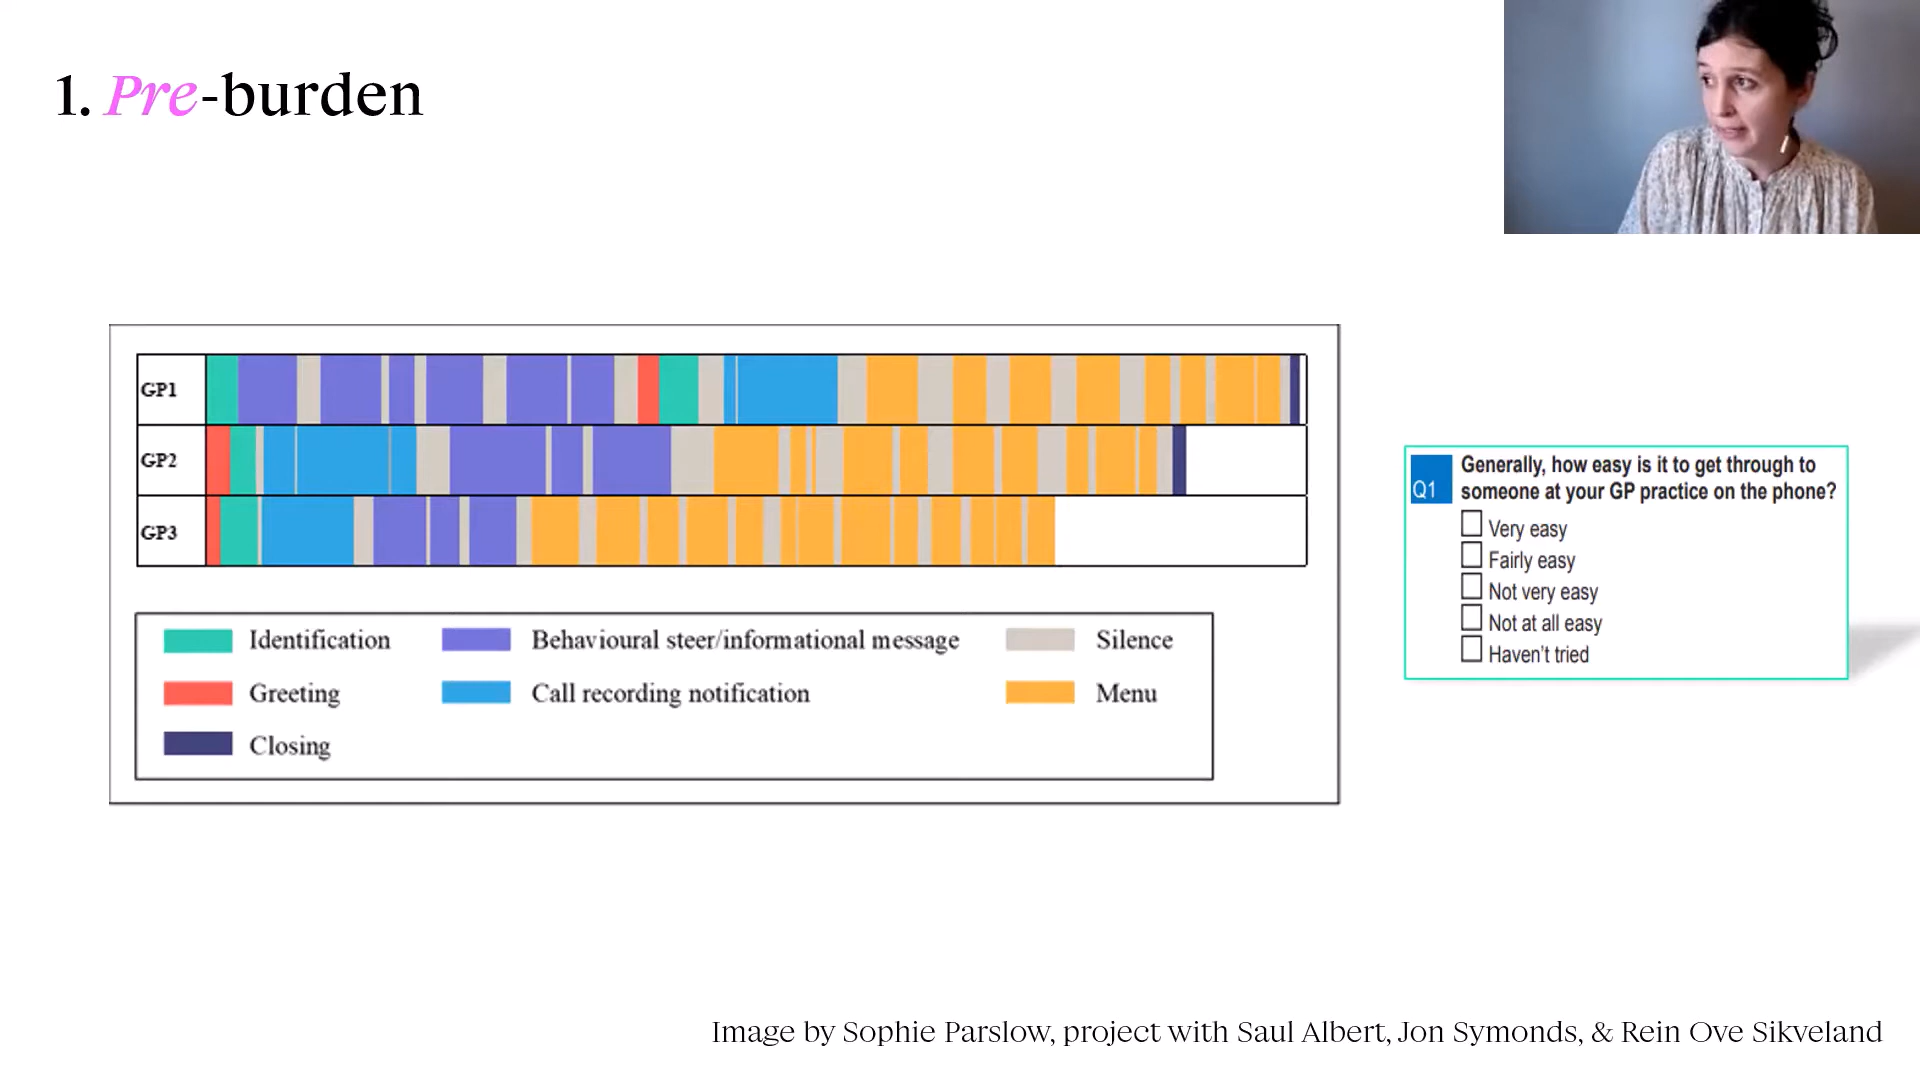 1. Pre-burden
GP1
GP2
GP3
Identification
Behavioural steer/informational message
Silence
Greeting
Call recording notification
Menu
Closing
Q1
Generally, how easy is it to get through to
someone at your GP practice on the phone?
Very easy
Fairly easy
Not very easy
Not at all easy
Haven't tried
Image by Sophie Parslow, project with Saul Albert, Jon Symonds, & Rein Ove Sikveland